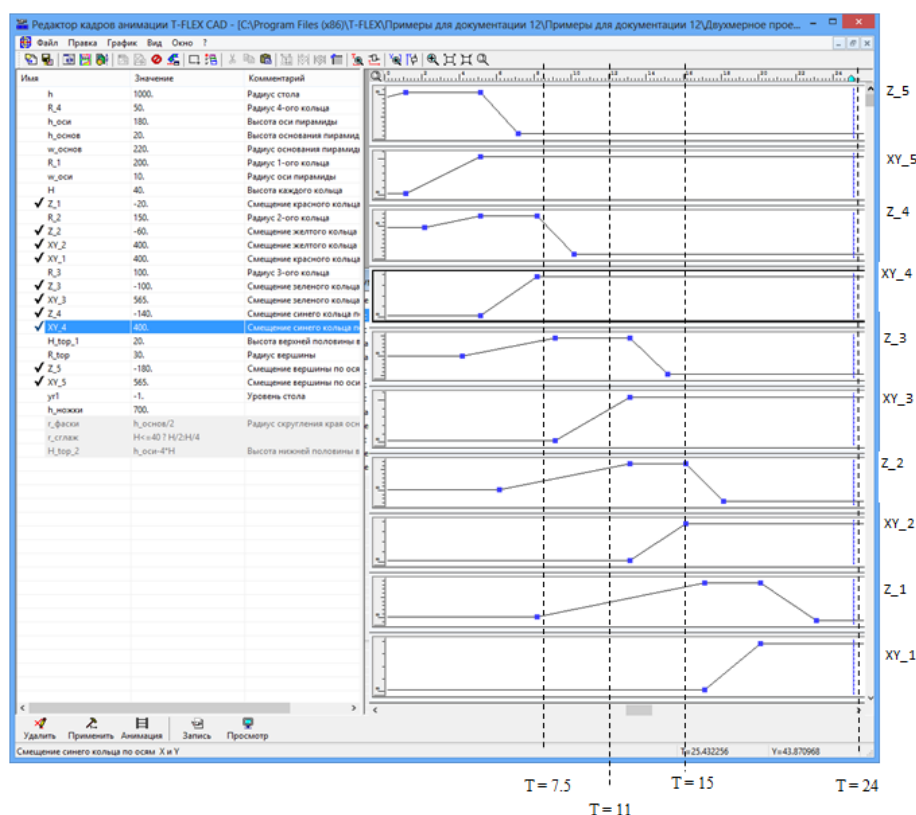 Редактор кадров анимации T-FLEX CAD - [C:\Program Files (x86)\T-FLEX\Примеры для документации 12\Примеры для документации 12\Двухмерное прое...
Файл Правка График Вид Окно ?
Имя Значение Комментарий
h 1000. Радиус стола
R_4 50. Радиус 4-ого кольца
h_оси 180. Высота оси пирамиды
h_основ 20. Высота основания пирамид
w_основ 220. Радиус основания пирамиды
R_1 200. Радиус 1-ого кольца
w_оси 10. Радиус оси пирамиды
H 40. Высота каждого кольца
Z_1 -20. Смещение красного кольца
R_2 150. Радиус 2-ого кольца
Z_2 -60. Смещение желтого кольца
XY_2 400. Смещение желтого кольца
XY_1 400. Смещение красного кольца
R_3 100. Радиус 3-ого кольца
Z_3 -100. Смещение зеленого кольца
XY_3 565. Смещение зеленого кольца
Z_4 -140. Смещение синего кольца п
XY_4 400. Смещение синего кольца п
H_top_1 20. Высота верхней половины в
R_top 30. Радиус вершины
Z_5 -180. Смещение вершины по ося
XY_5 565. Смещение вершины по оси
yr1 -1. Уровень стола
h_ножки 700.
r_фаски h_основ/2 Радиус скругления края осн
r_сглаж H<=40 ? H/2:H/4
H_top_2 h_оси-4*H Высота нижней половины в
Z_5
XY_5
Z_4
XY_4
Z_3
XY_3
Z_2
XY_2
Z_1
XY_1
Удалить Применить Анимация Запись Просмотр
Смещение синего кольца по осям X и Y T=25.432256 Y=43.870968
T = 7.5 T = 15 T = 24
T = 11